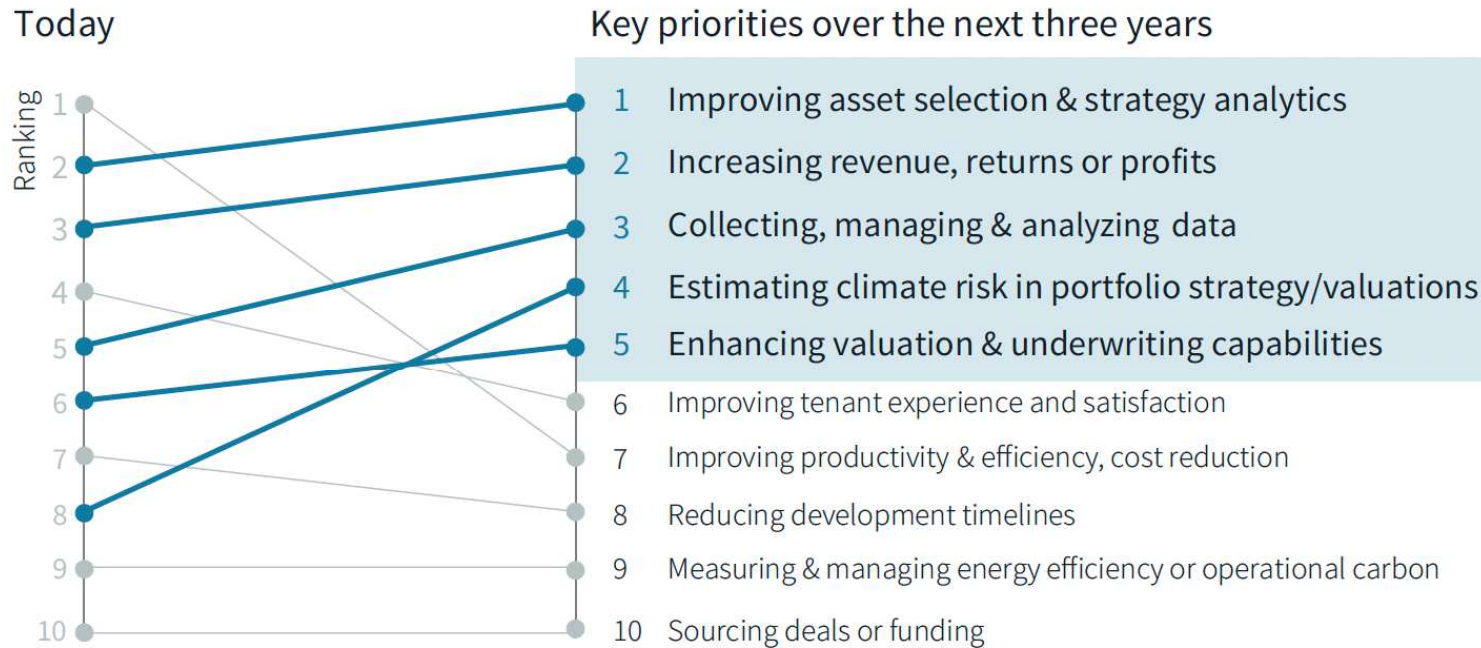 Today
Key priorities over the next three years
Ranking
1
2
3
4
5
6
7
8
9
10
1 Improving asset selection & strategy analytics
2 Increasing revenue, returns or profits
3 Collecting, managing & analyzing data
4 Estimating climate risk in portfolio strategy/valuations
5 Enhancing valuation & underwriting capabilities
6 Improving tenant experience and satisfaction
7 Improving productivity & efficiency, cost reduction
8 Reducing development timelines
9 Measuring & managing energy efficiency or operational carbon
10 Sourcing deals or funding